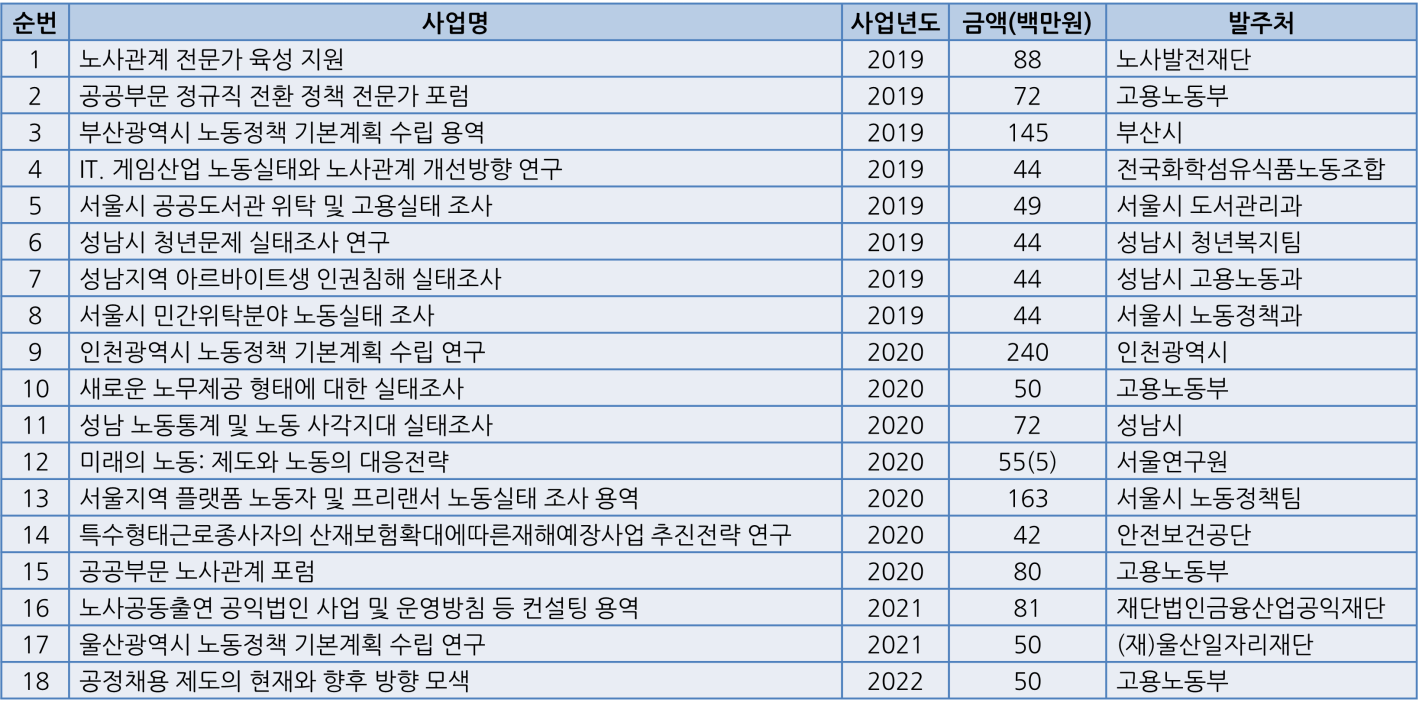 순번 사업명 사업년도 금액(백만원) 발주처
1 노사관계 전문가 육성 지원 2019 88 노사발전재단
2 공공부문 정규직 전환 정책 전문가 포럼 2019 72 고용노동부
3 부산광역시 노동정책 기본계획 수립 용역 2019 145 부산시
4 IT. 게임산업 노동실태와 노사관계 개선방향 연구 2019 44 전국화학섬유식품노동조합
5 서울시 공공도서관 위탁 및 고용실태 조사 2019 49 서울시 도서관리과
6 성남시 청년문제 실태조사 연구 2019 44 성남시 청년복지팀
7 성남지역 아르바이트생 인권침해 실태조사 2019 44 성남시 고용노동과
8 서울시 민간위탁분야 노동실태 조사 2019 44 서울시 노동정책과
9 인천광역시 노동정책 기본계획 수립 연구 2020 240 인천광역시
10 새로운 노무제공 형태에 대한 실태조사 2020 50 고용노동부
11 성남 노동통계 및 노동 사각지대 실태조사 2020 72 성남시
12 미래의 노동: 제도와 노동의 대응전략 2020 55(5) 서울연구원
13 서울지역 플랫폼 노동자 및 프리랜서 노동실태 조사 용역 2020 163 서울시 노동정책팀
14 특수형태근로종사자의 산재보험확대에따른재해예장사업 추진전략 연구 2020 42 안전보건공단
15 공공부문 노사관계 포럼 2020 80 고용노동부
16 노사공동출연 공익법인 사업 및 운영방침 등 컨설팅 용역 2021 81 재단법인금융산업공익재단
17 울산광역시 노동정책 기본계획 수립 연구 2021 50 (재)울산일자리재단
18 공정채용 제도의 현재와 향후 방향 모색 2022 50 고용노동부